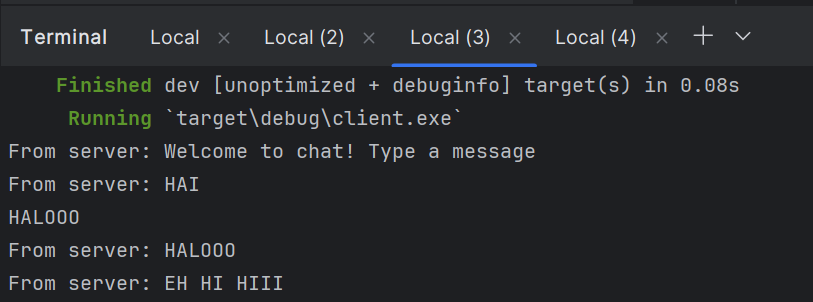 Terminal Local × Local (2) × Local (3) × Local (4) ×
Finished dev [unoptimized + debuginfo] target(s) in 0.08s
Running `target\debug\client.exe`
From server: Welcome to chat! Type a message
From server: HAI
HALOOO
From server: HALOOO
From server: EH HI HIII